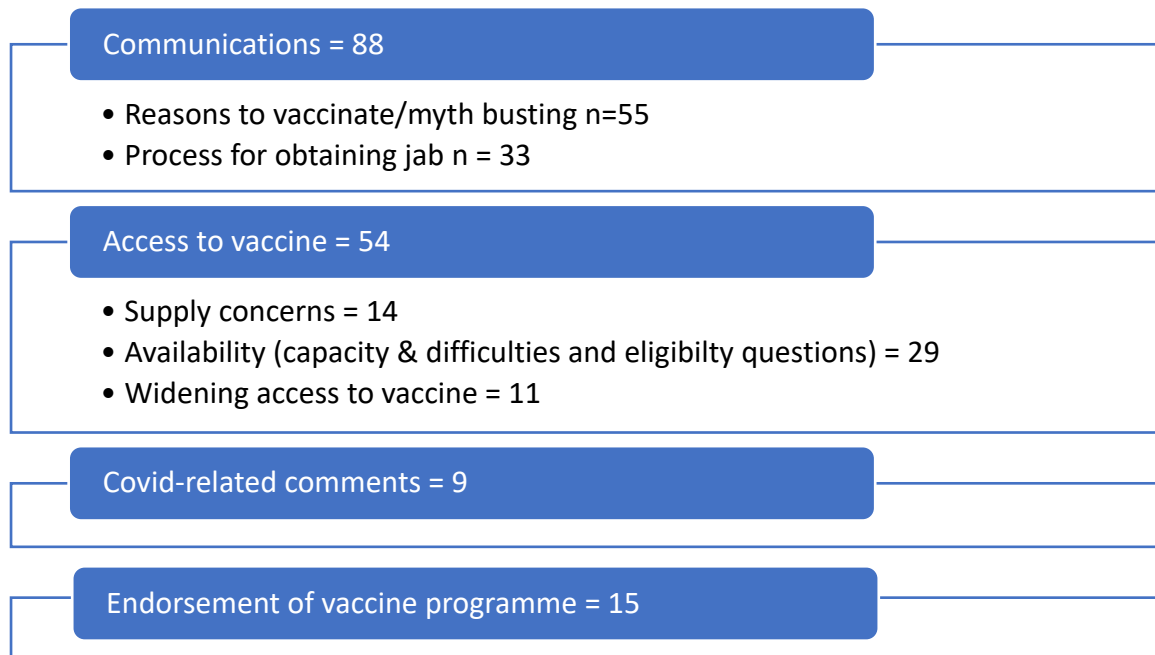 Communications = 88
• Reasons to vaccinate/myth busting n=55
• Process for obtaining jab n = 33
Access to vaccine = 54
• Supply concerns = 14
• Availability (capacity & difficulties and eligibilty questions) = 29
• Widening access to vaccine = 11
Covid-related comments = 9
Endorsement of vaccine programme = 15